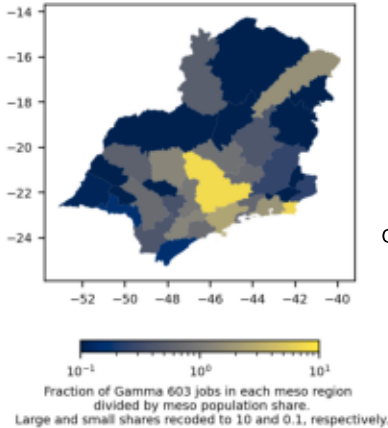 −14
−16
−18
−20
−22
−24
−52 −50 −48 −46 −44 −42 −40
10⁻¹ 10⁰ 10¹
Fraction of Gamma 603 jobs in each meso region
divided by meso population share.
Large and small shares recoded to 10 and 0.1, respectively.